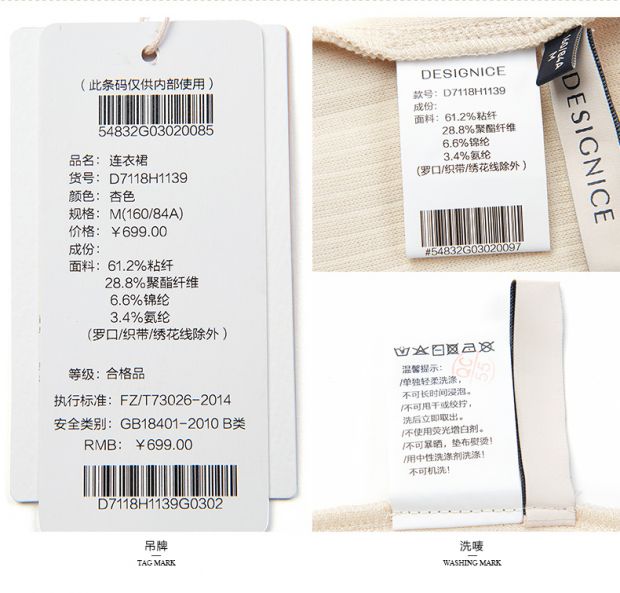 (此条码仅供内部使用)
54832G03020085
品名：连衣裙
货号：D7118H1139
颜色：杏色
规格：M(160/84A)
价格：￥699.00
成份：
面料：61.2%粘纤
28.8%聚酯纤维
6.6%锦纶
3.4%氨纶
(罗口/织带/绣花线除外)
等级：合格品
执行标准：FZ/T73026-2014
安全类别：GB18401-2010 B类
RMB：￥699.00
D7118H1139G0302
吊牌
TAG MARK
DESIGNICE
款号：D7118H1139
成份：
面料：61.2%粘纤
28.8%聚酯纤维
6.6%锦纶
3.4%氨纶
(罗口/织带/绣花线除外)
#54832G03020097
M
DESIGNICE
QC
55
温馨提示：
/单独轻柔洗涤，
不可长时间浸泡。
/不可甩干或绞拧，
洗后立即取出。
/不使用荧光增白剂。
/不可暴晒，垫布熨烫！
/用中性洗涤剂洗涤！
不可机洗！
洗唛
WASHING MARK